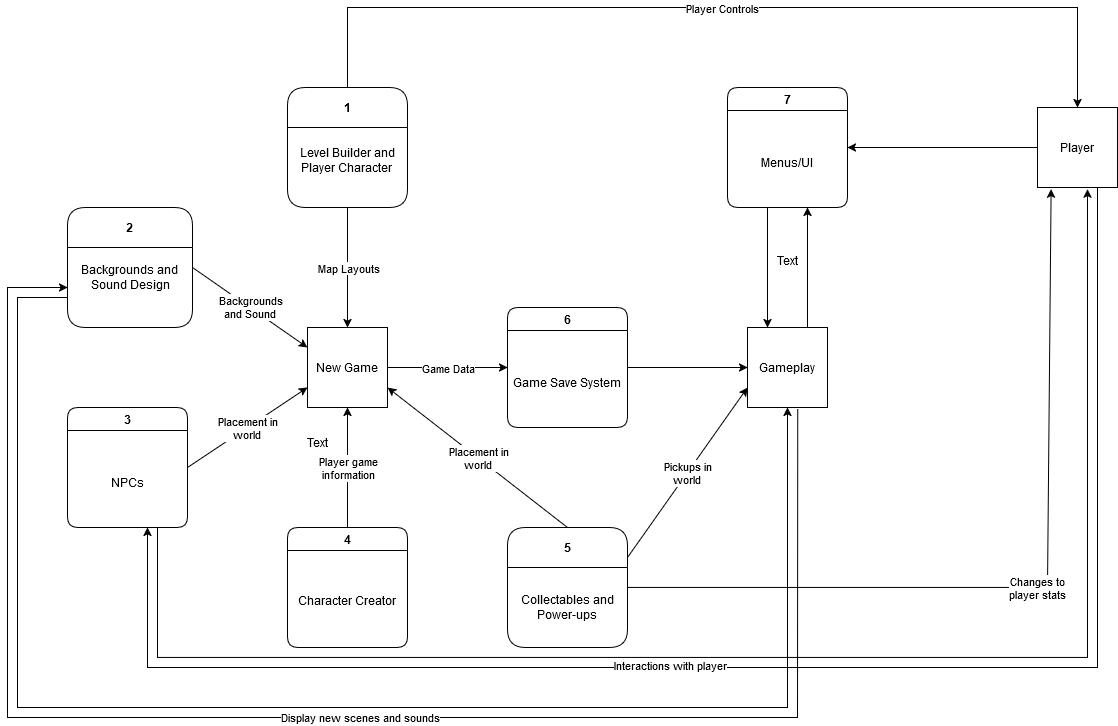 Player Controls
1
Level Builder and
Player Character
7
Menus/UI
Player
2
Backgrounds and
Sound Design
Map Layouts
Text
Backgrounds
and Sound
6
New Game
Game Data
Game Save System
Gameplay
3
NPCs
Placement in
world
Text
Player game
information
Placement in
world
Pickups in
world
4
Character Creator
5
Collectables and
Power-ups
Changes to
player stats
Interactions with player
Display new scenes and sounds